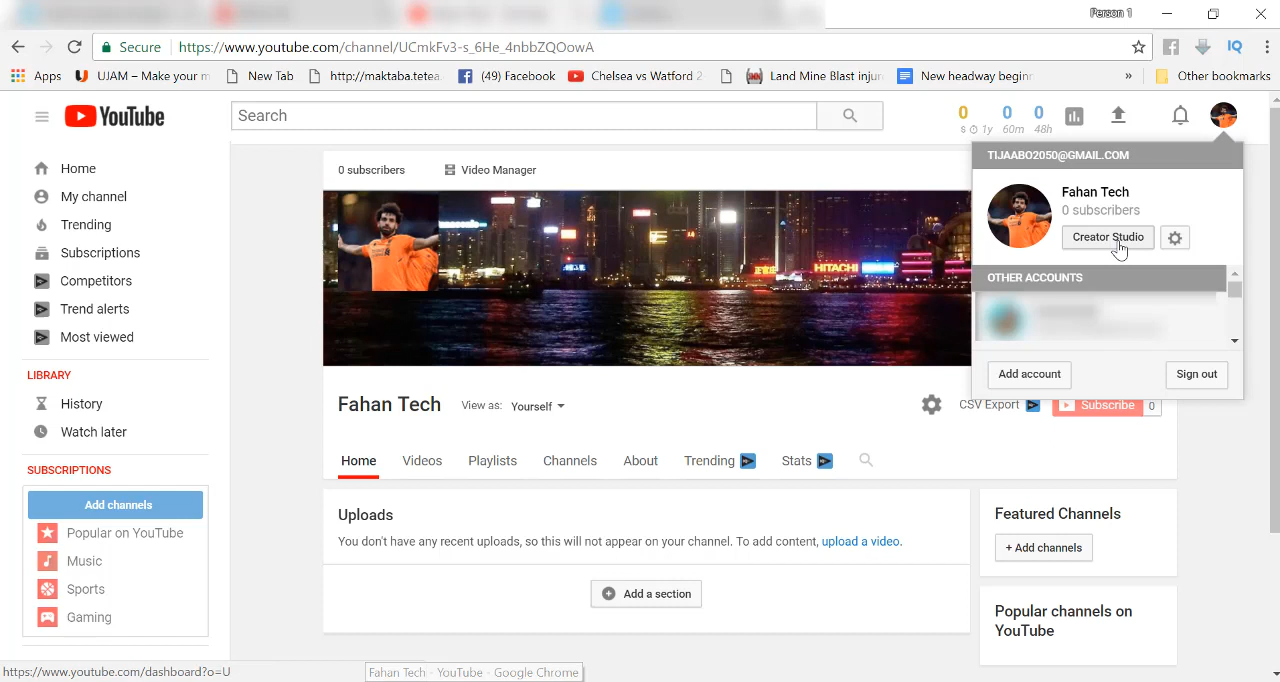 Person 1
Secure
https://www.youtube.com/channel/UCmkFv3-s_6He_4nbbZQOowA
IQ
Apps
UJAM – Make your m
New Tab
http://maktaba.tetea.
(49) Facebook
Chelsea vs Watford 2
Land Mine Blast injur
New headway beginn
»
Other bookmarks
YouTube
Search
0 0 0
$ 1y 60m 48h
TIJAABO2050@GMAIL.COM
Fahan Tech
0 subscribers
Creator Studio
OTHER ACCOUNTS
Add account
Sign out
Home
My channel
Trending
Subscriptions
Competitors
Trend alerts
Most viewed
LIBRARY
History
Watch later
SUBSCRIPTIONS
Add channels
Popular on YouTube
Music
Sports
Gaming
0 subscribers
Video Manager
HITACHI
Fahan Tech
View as: Yourself
CSV Export
Subscribe 0
Home
Videos
Playlists
Channels
About
Trending
Stats
Uploads
You don't have any recent uploads, so this will not appear on your channel. To add content, upload a video.
Add a section
Featured Channels
+ Add channels
Popular channels on
YouTube
https://www.youtube.com/dashboard?o=U
Fahan Tech - YouTube - Google Chrome